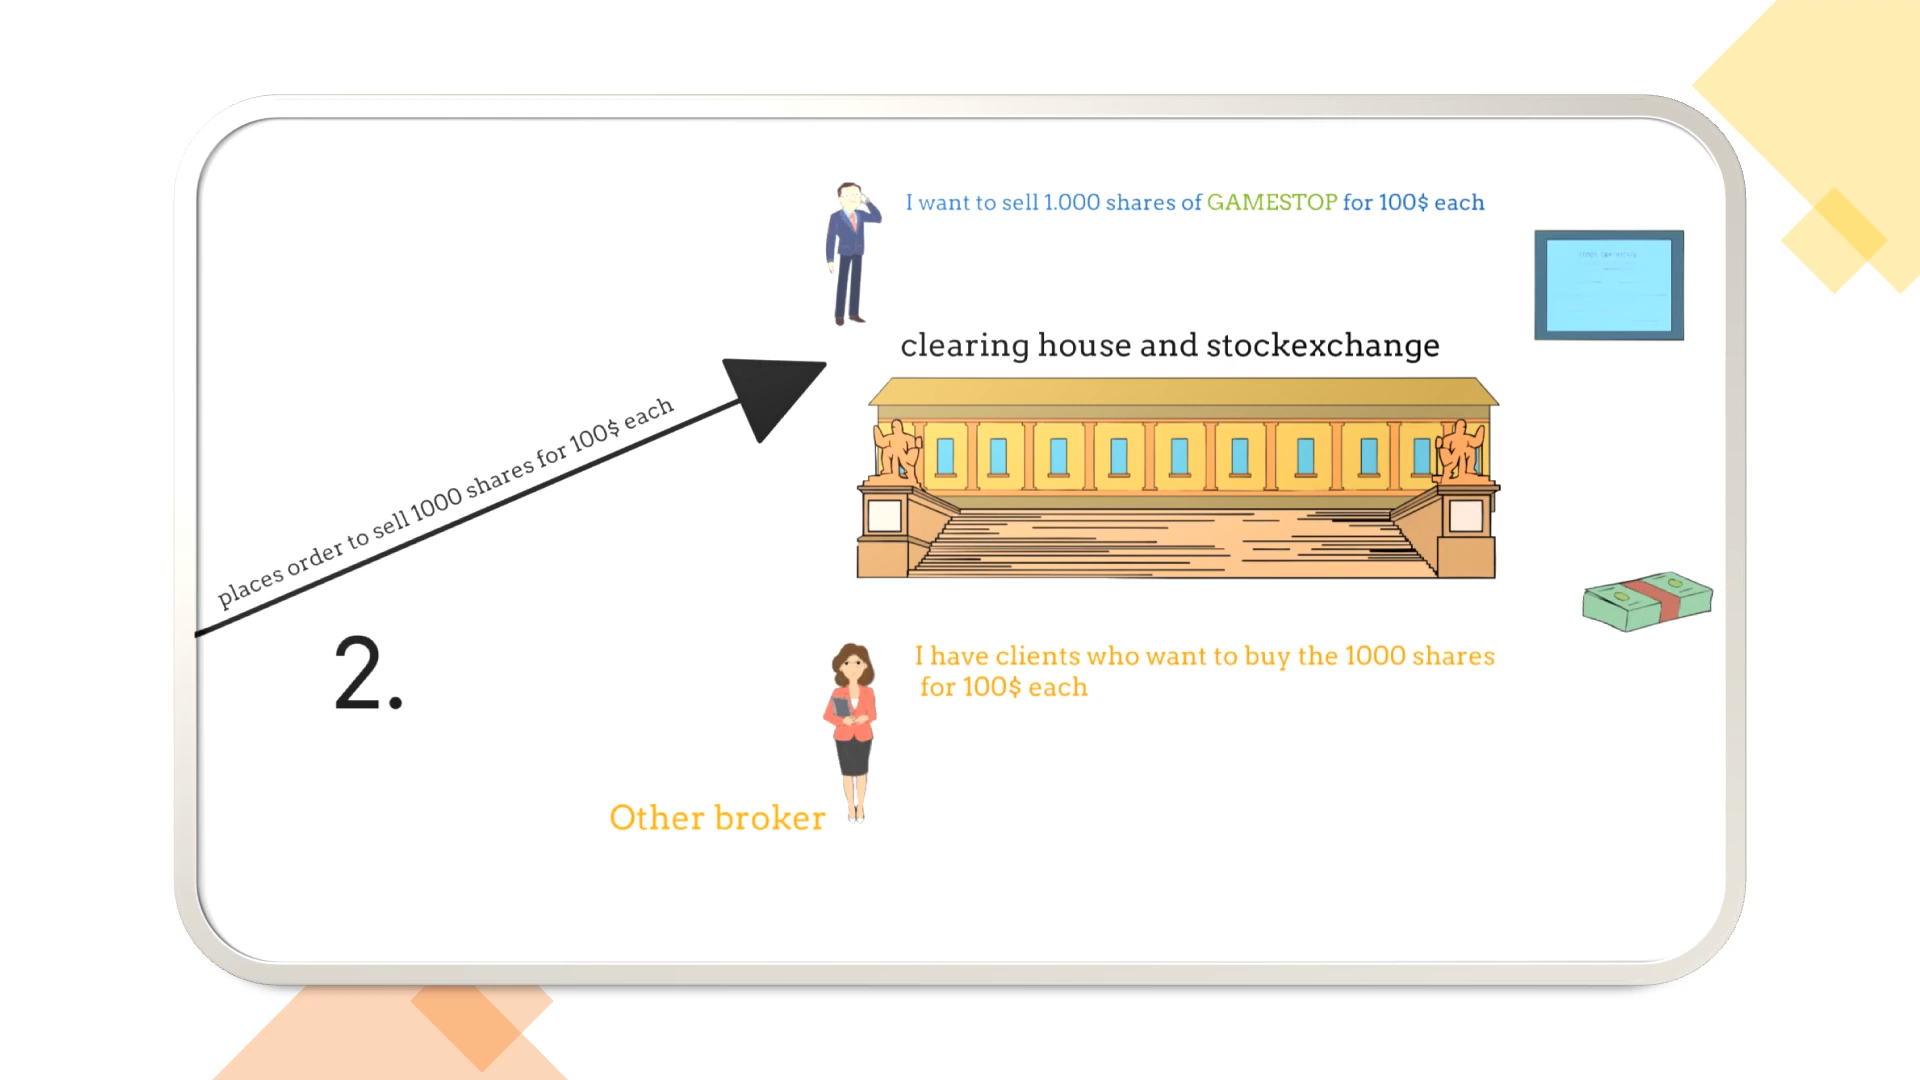 I want to sell 1.000 shares of GAMESTOP for 100$ each
clearing house and stockexchange
places order to sell 1000 shares for 100$ each
2.
I have clients who want to buy the 1000 shares
for 100$ each
Other broker